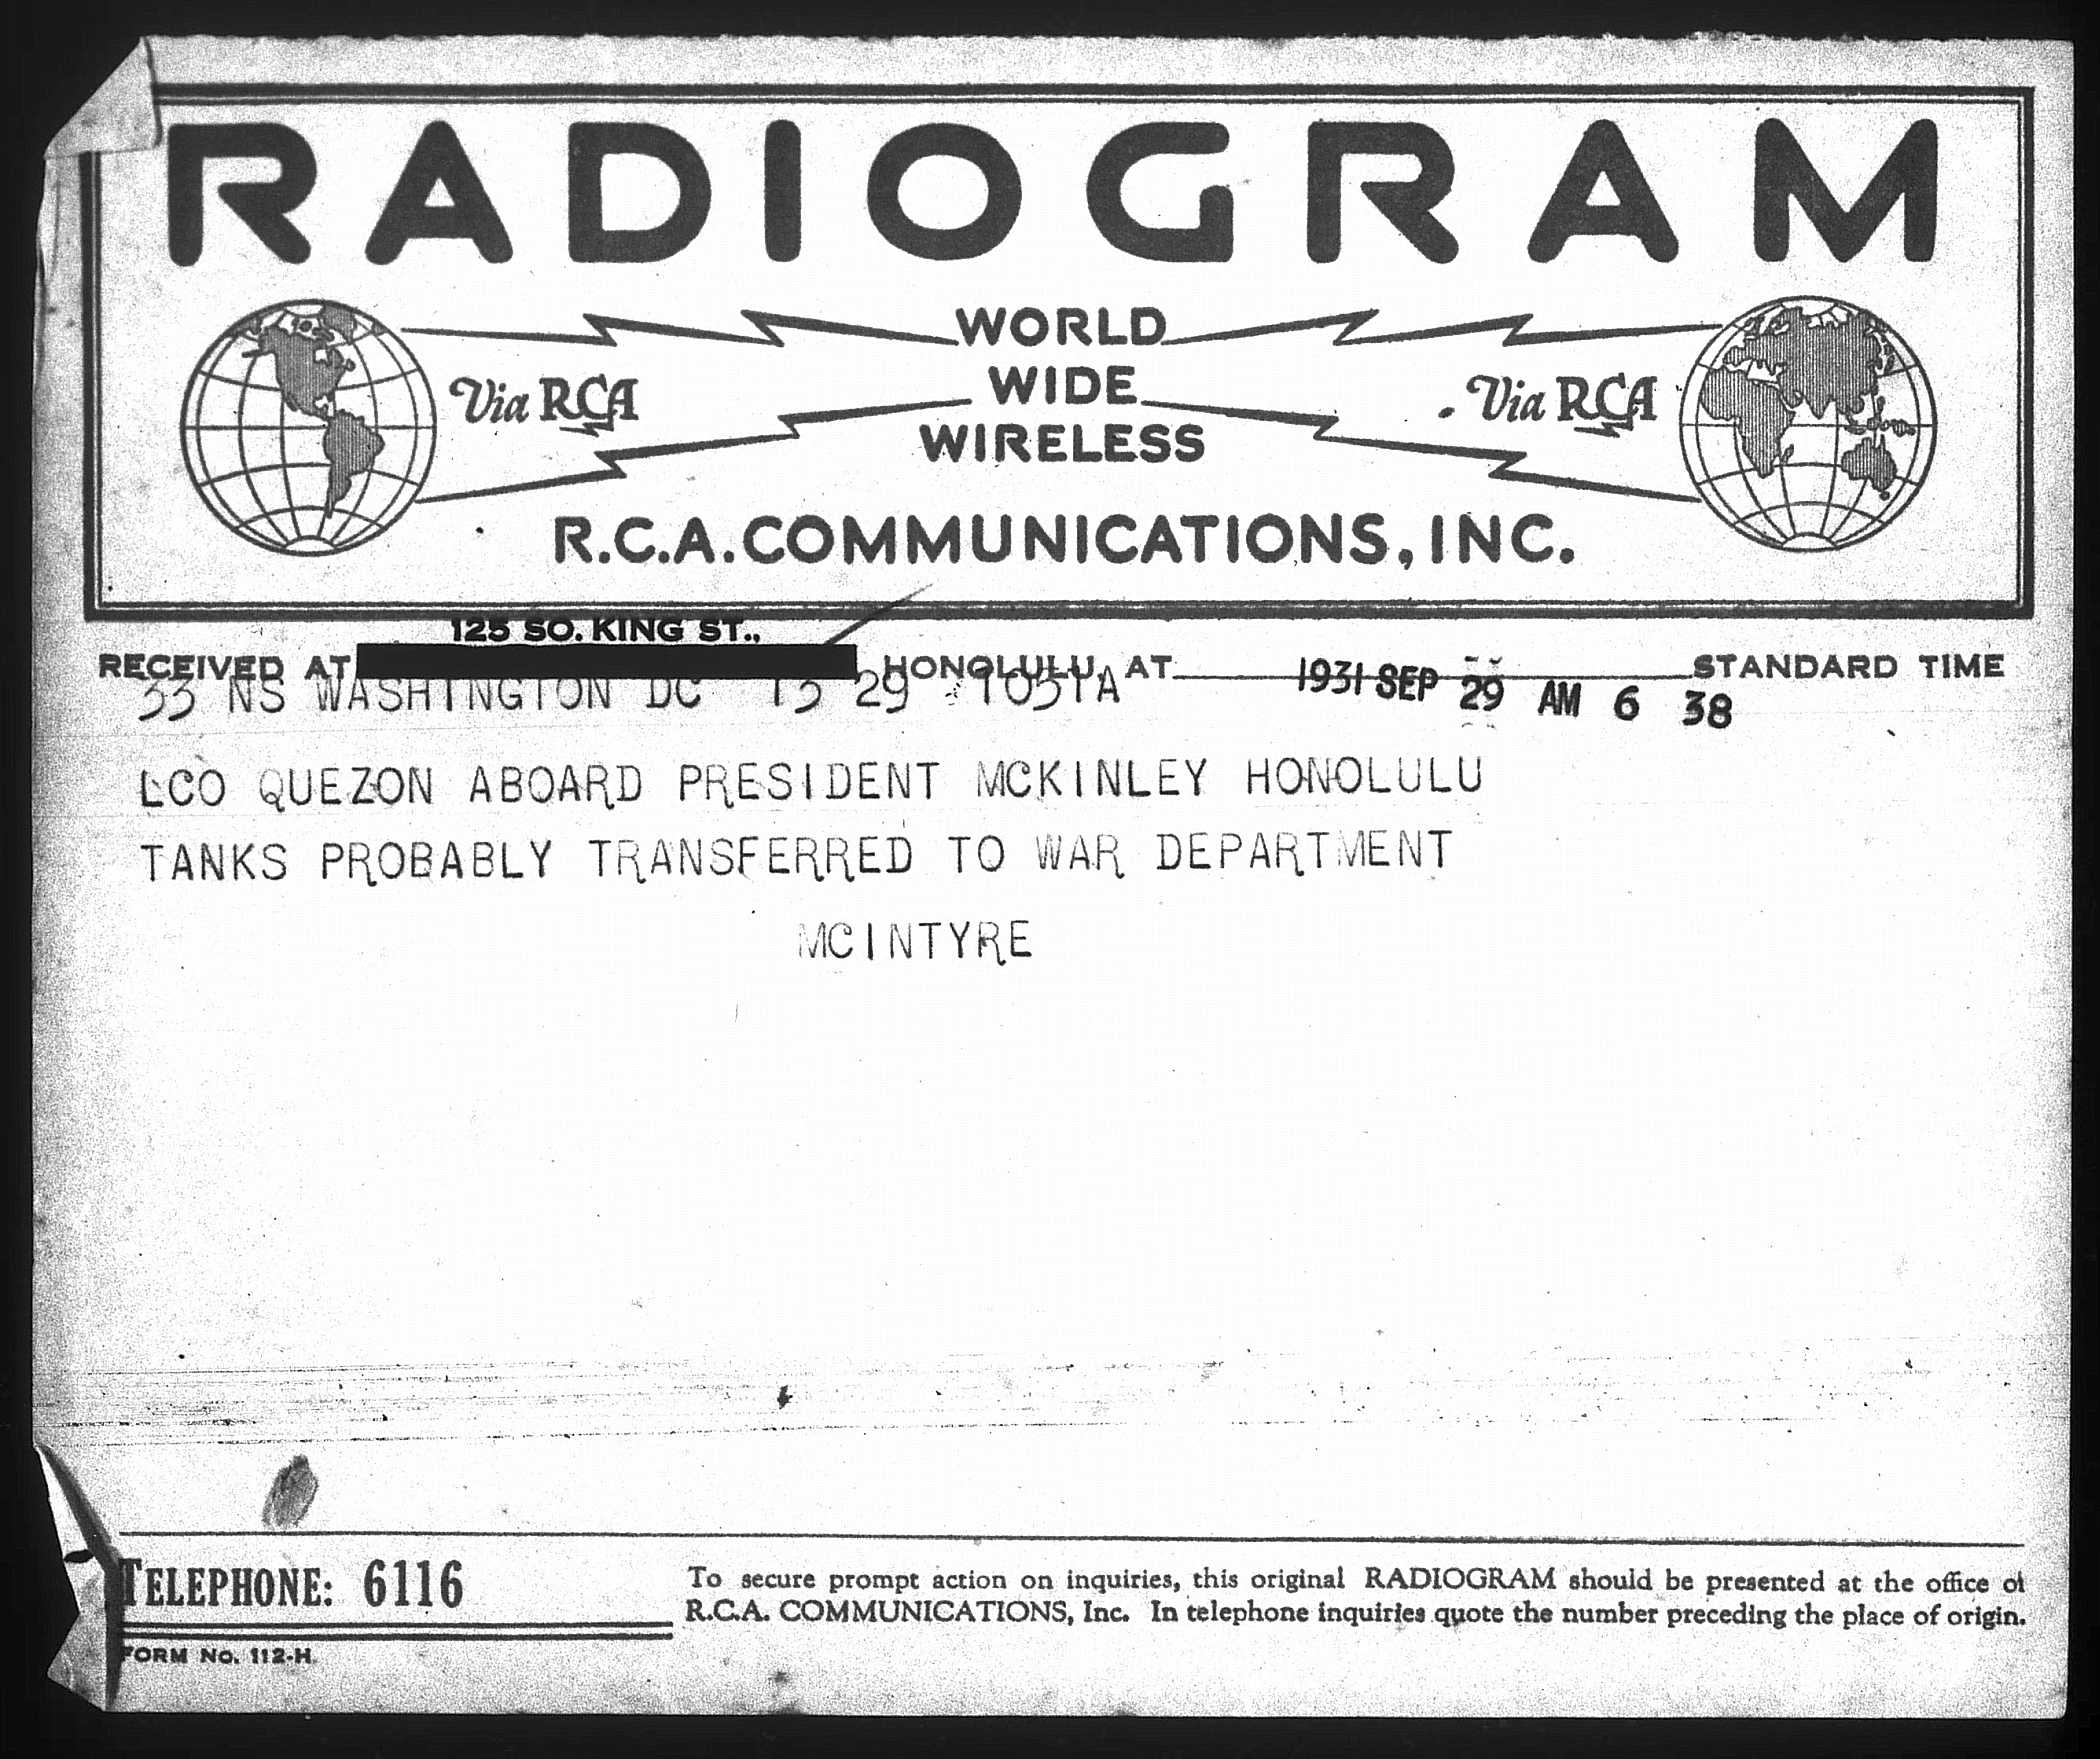 RADIOGRAM
WORLD
WIDE
WIRELESS
Via RCA
Via RCA
R.C.A. COMMUNICATIONS, INC.
125 SO. KING ST.,
RECEIVED AT HONOLULU, AT 1931 SEP 29 AM 6 38 STANDARD TIME
33 NS WASHINGTON DC 13 29 1031A
LCO QUEZON ABOARD PRESIDENT MCKINLEY HONOLULU
TANKS PROBABLY TRANSFERRED TO WAR DEPARTMENT
MCINTYRE
TELEPHONE: 6116
To secure prompt action on inquiries, this original RADIOGRAM should be presented at the office of
R.C.A. COMMUNICATIONS, Inc. In telephone inquiries quote the number preceding the place of origin.
FORM NO. 112-H